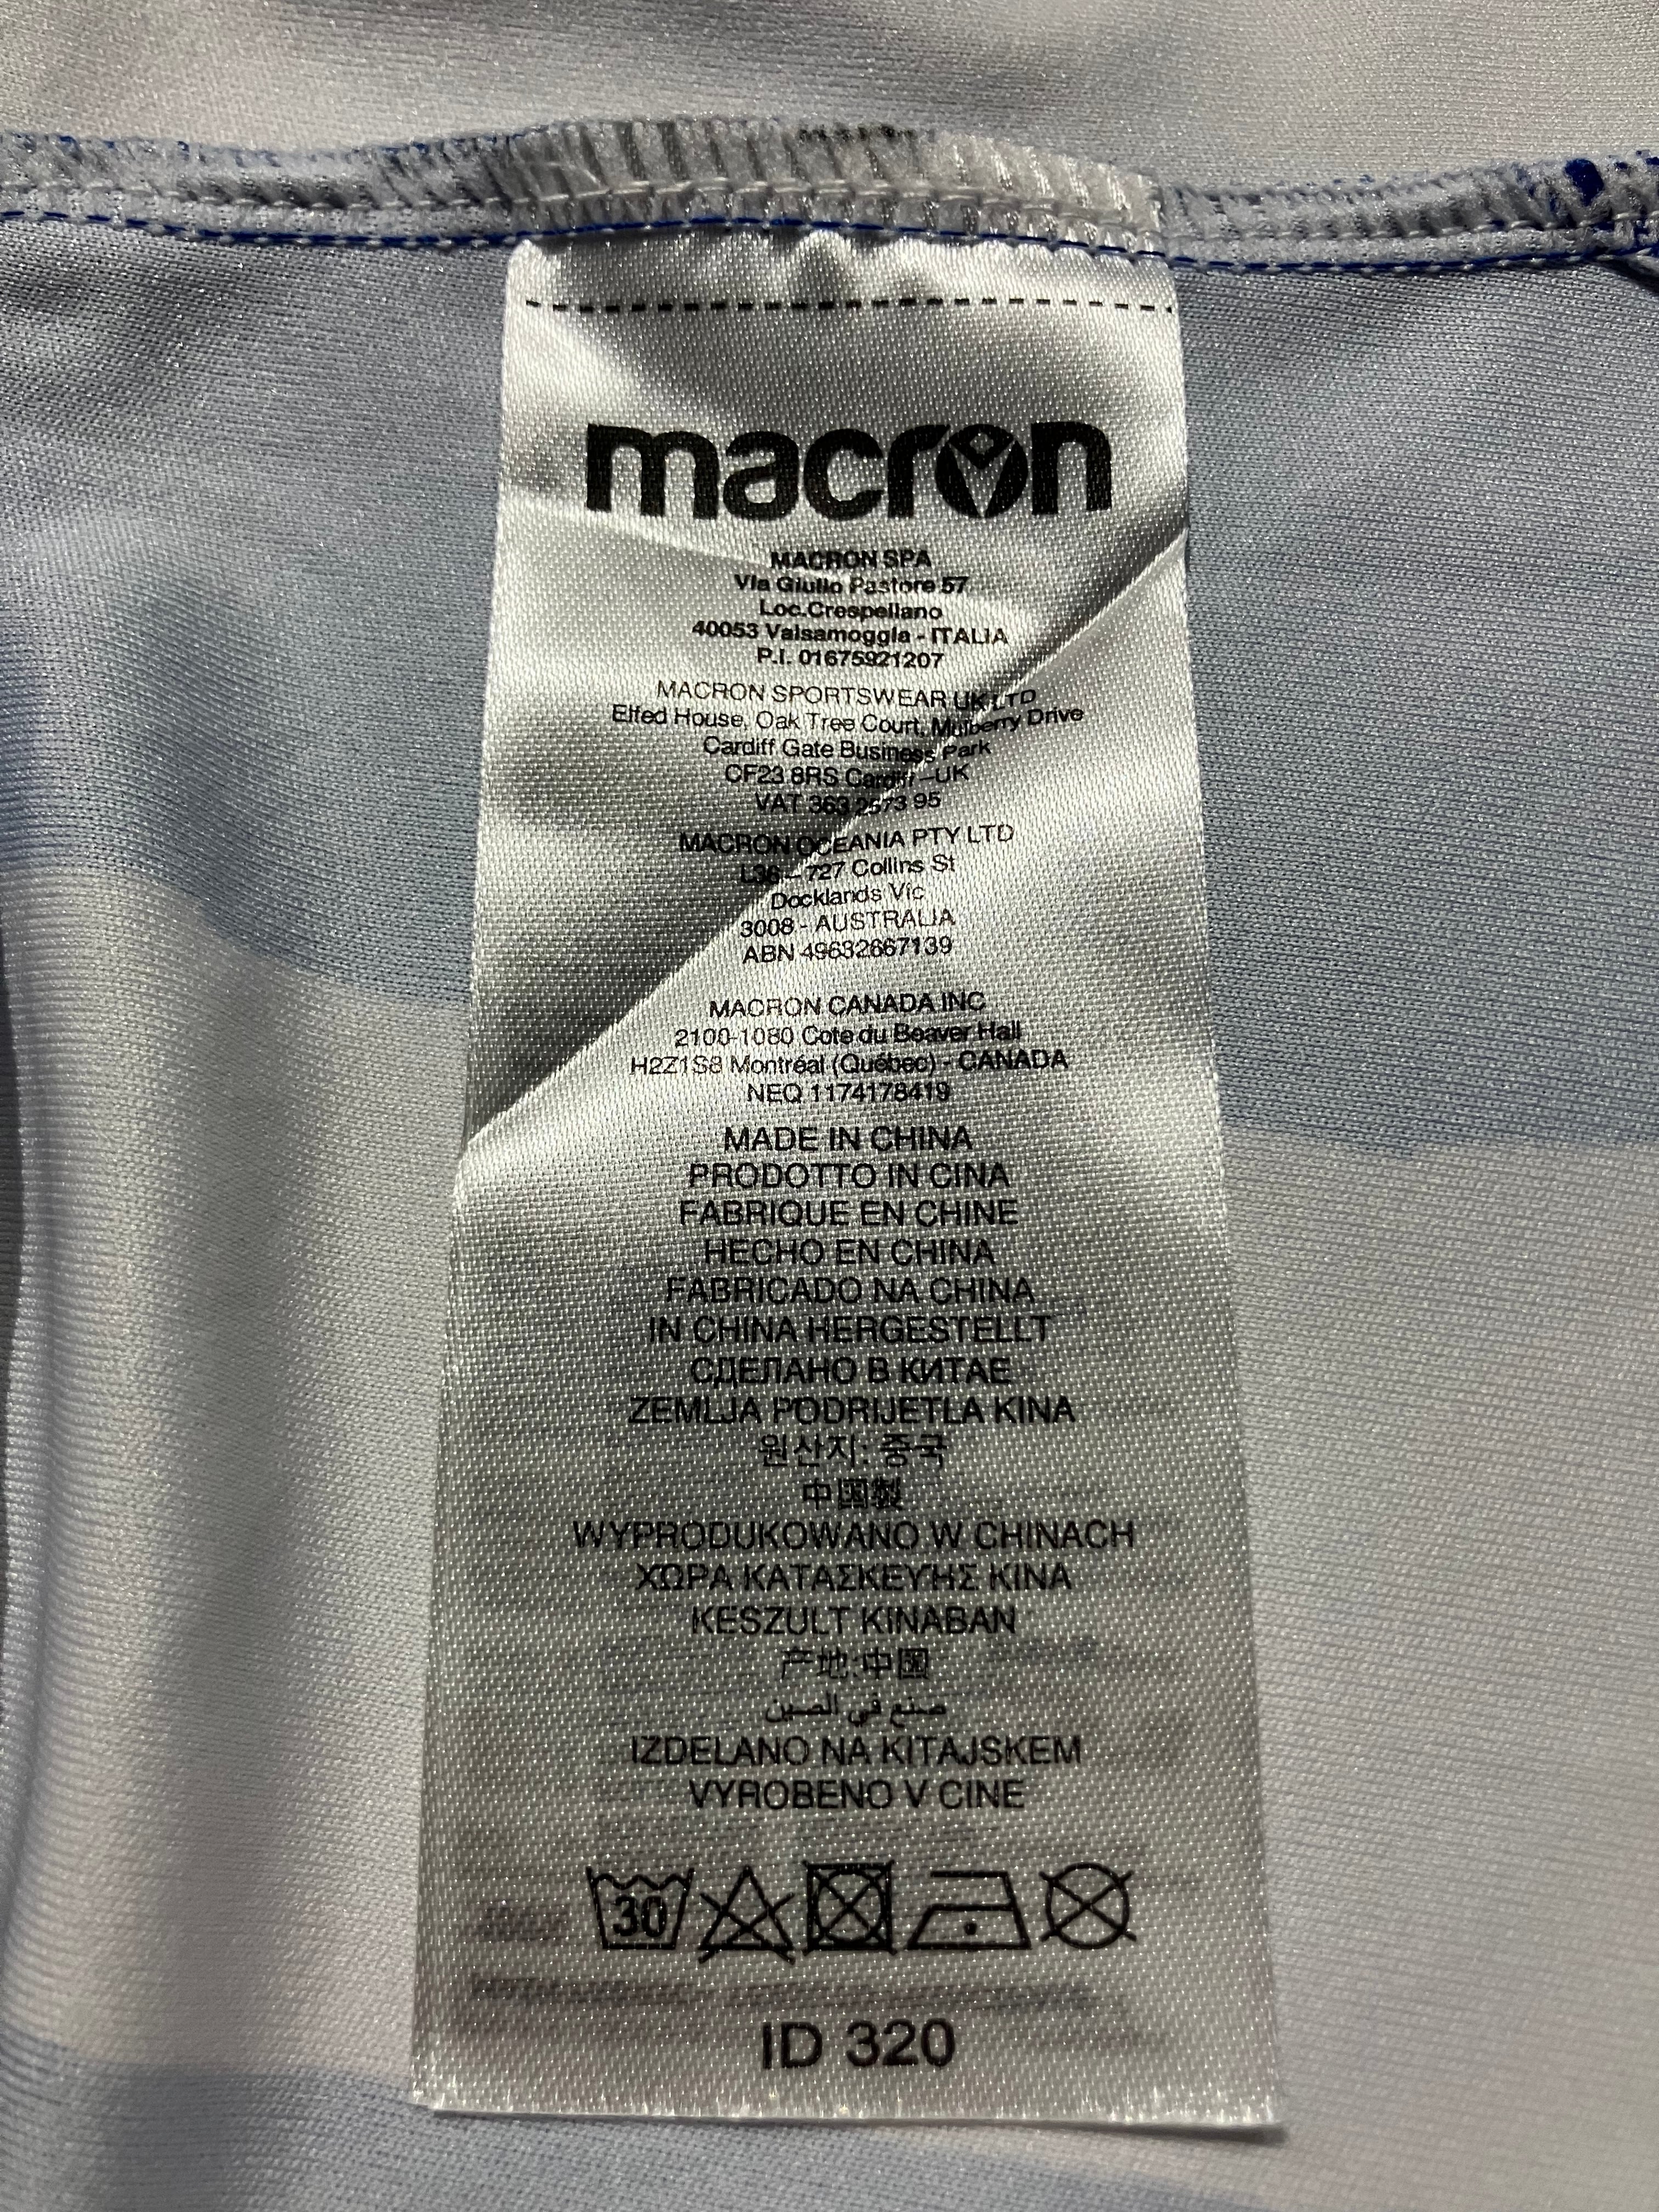 macron
MACRON SPA
Via Giulio Pastore 57
Loc.Crespellano
40053 Valsamoggia - ITALIA
P.I. 01675921207
MACRON SPORTSWEAR UK LTD
Elfed House, Oak Tree Court, Mulberry Drive
Cardiff Gate Business Park
CF23 8RS Cardiff -UK
VAT 363 2573 95
MACRON OCEANIA PTY LTD
L36 - 727 Collins St
Docklands Vic
3008 - AUSTRALIA
ABN 49632667139
MACRON CANADA INC
2100-1080 Cote du Beaver Hall
H2Z1S8 Montréal (Québec) - CANADA
NEQ 1174178419
MADE IN CHINA
PRODOTTO IN CINA
FABRIQUE EN CHINE
HECHO EN CHINA
FABRICADO NA CHINA
IN CHINA HERGESTELLT
СДЕЛАНО В КИТАЕ
ZEMLJA PODRIJETLA KINA
원산지: 중국
中国製
WYPRODUKOWANO W CHINACH
ΧΩΡΑ ΚΑΤΑΣΚΕΥΗΣ ΚΙΝΑ
KESZULT KINABAN
产地:中国
صنع في الصين
IZDELANO NA KITAJSKEM
VYROBENO V CINE
30
ID 320